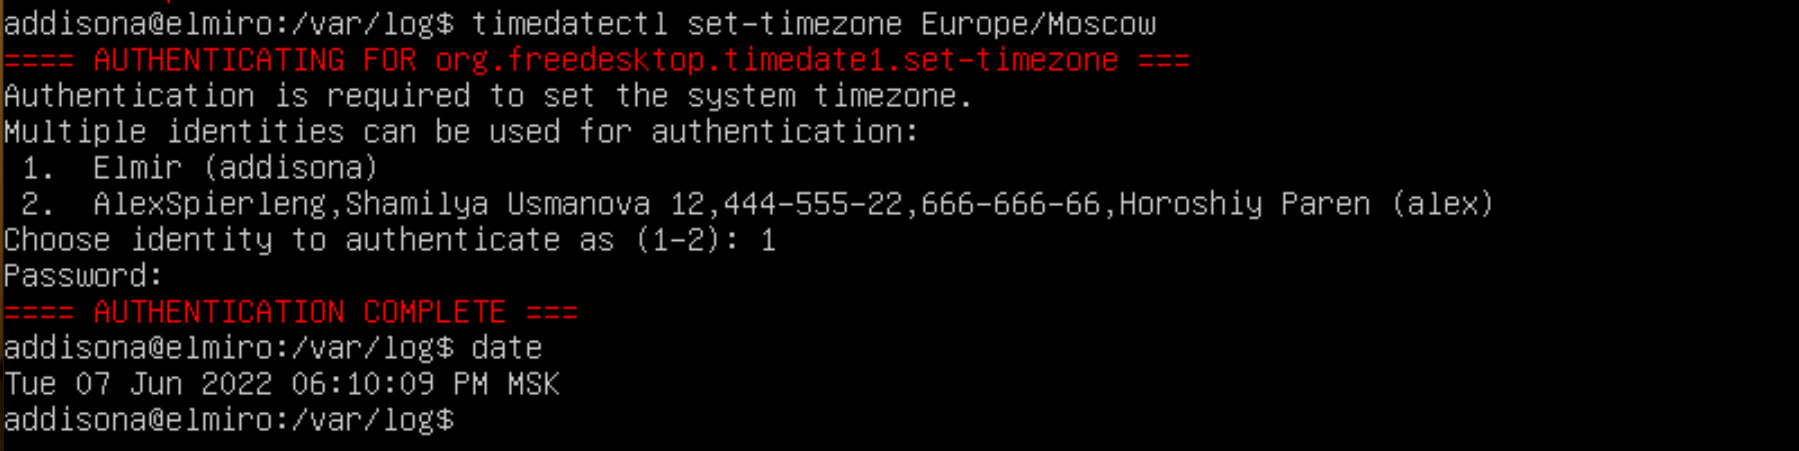 addisona@elmiro:/var/log$ timedatectl set-timezone Europe/Moscow
==== AUTHENTICATING FOR org.freedesktop.timedate1.set-timezone ===
Authentication is required to set the system timezone.
Multiple identities can be used for authentication:
 1.  Elmir (addisona)
 2.  AlexSpierleng,Shamilya Usmanova 12,444-555-22,666-666-66,Horoshiy Paren (alex)
Choose identity to authenticate as (1-2): 1
Password:
==== AUTHENTICATION COMPLETE ===
addisona@elmiro:/var/log$ date
Tue 07 Jun 2022 06:10:09 PM MSK
addisona@elmiro:/var/log$